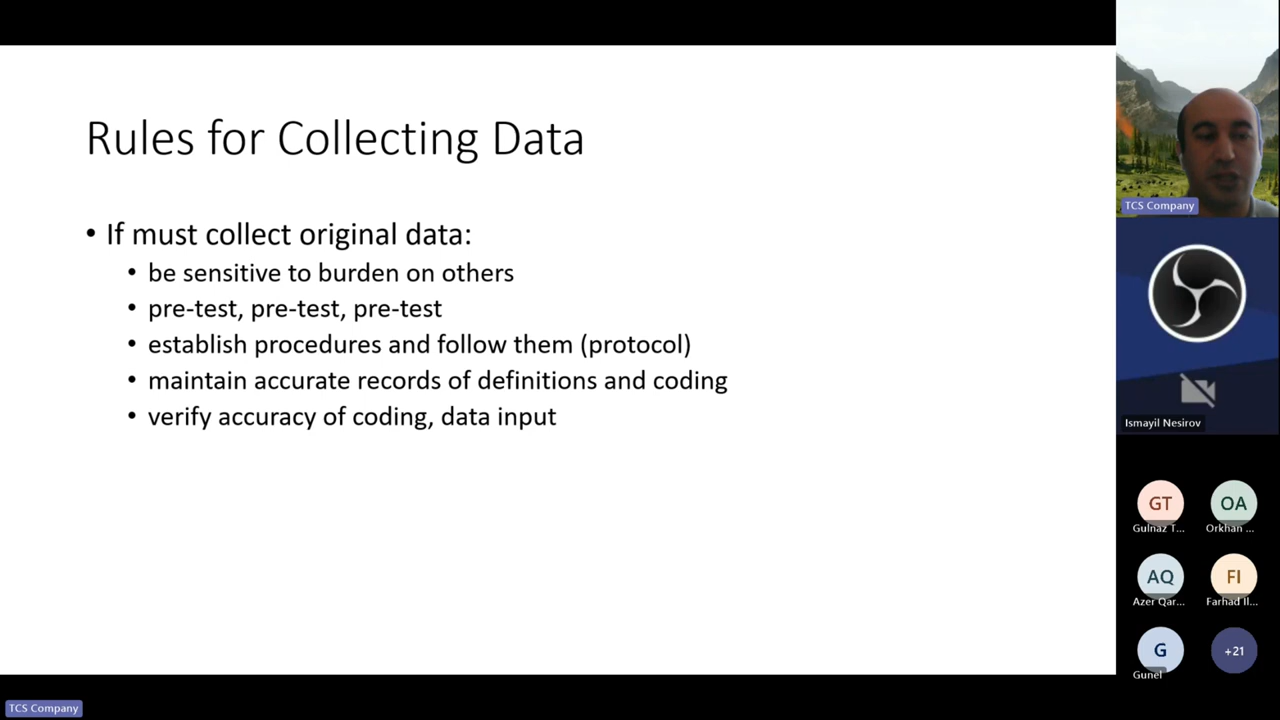 Rules for Collecting Data
• If must collect original data:
• be sensitive to burden on others
• pre-test, pre-test, pre-test
• establish procedures and follow them (protocol)
• maintain accurate records of definitions and coding
• verify accuracy of coding, data input
TCS Company
Ismayil Nesirov
GT
OA
Gulnaz T...
Orkhan ...
AQ
FI
Azer Qar...
Farhad Il...
G
+21
Gunel
TCS Company